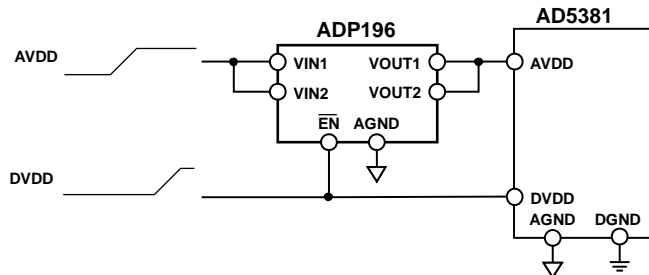 ADP196
AD5381
AVDD
VIN1
VOUT1
AVDD
VIN2
VOUT2
EN
AGND
DVDD
DVDD
AGND
DGND